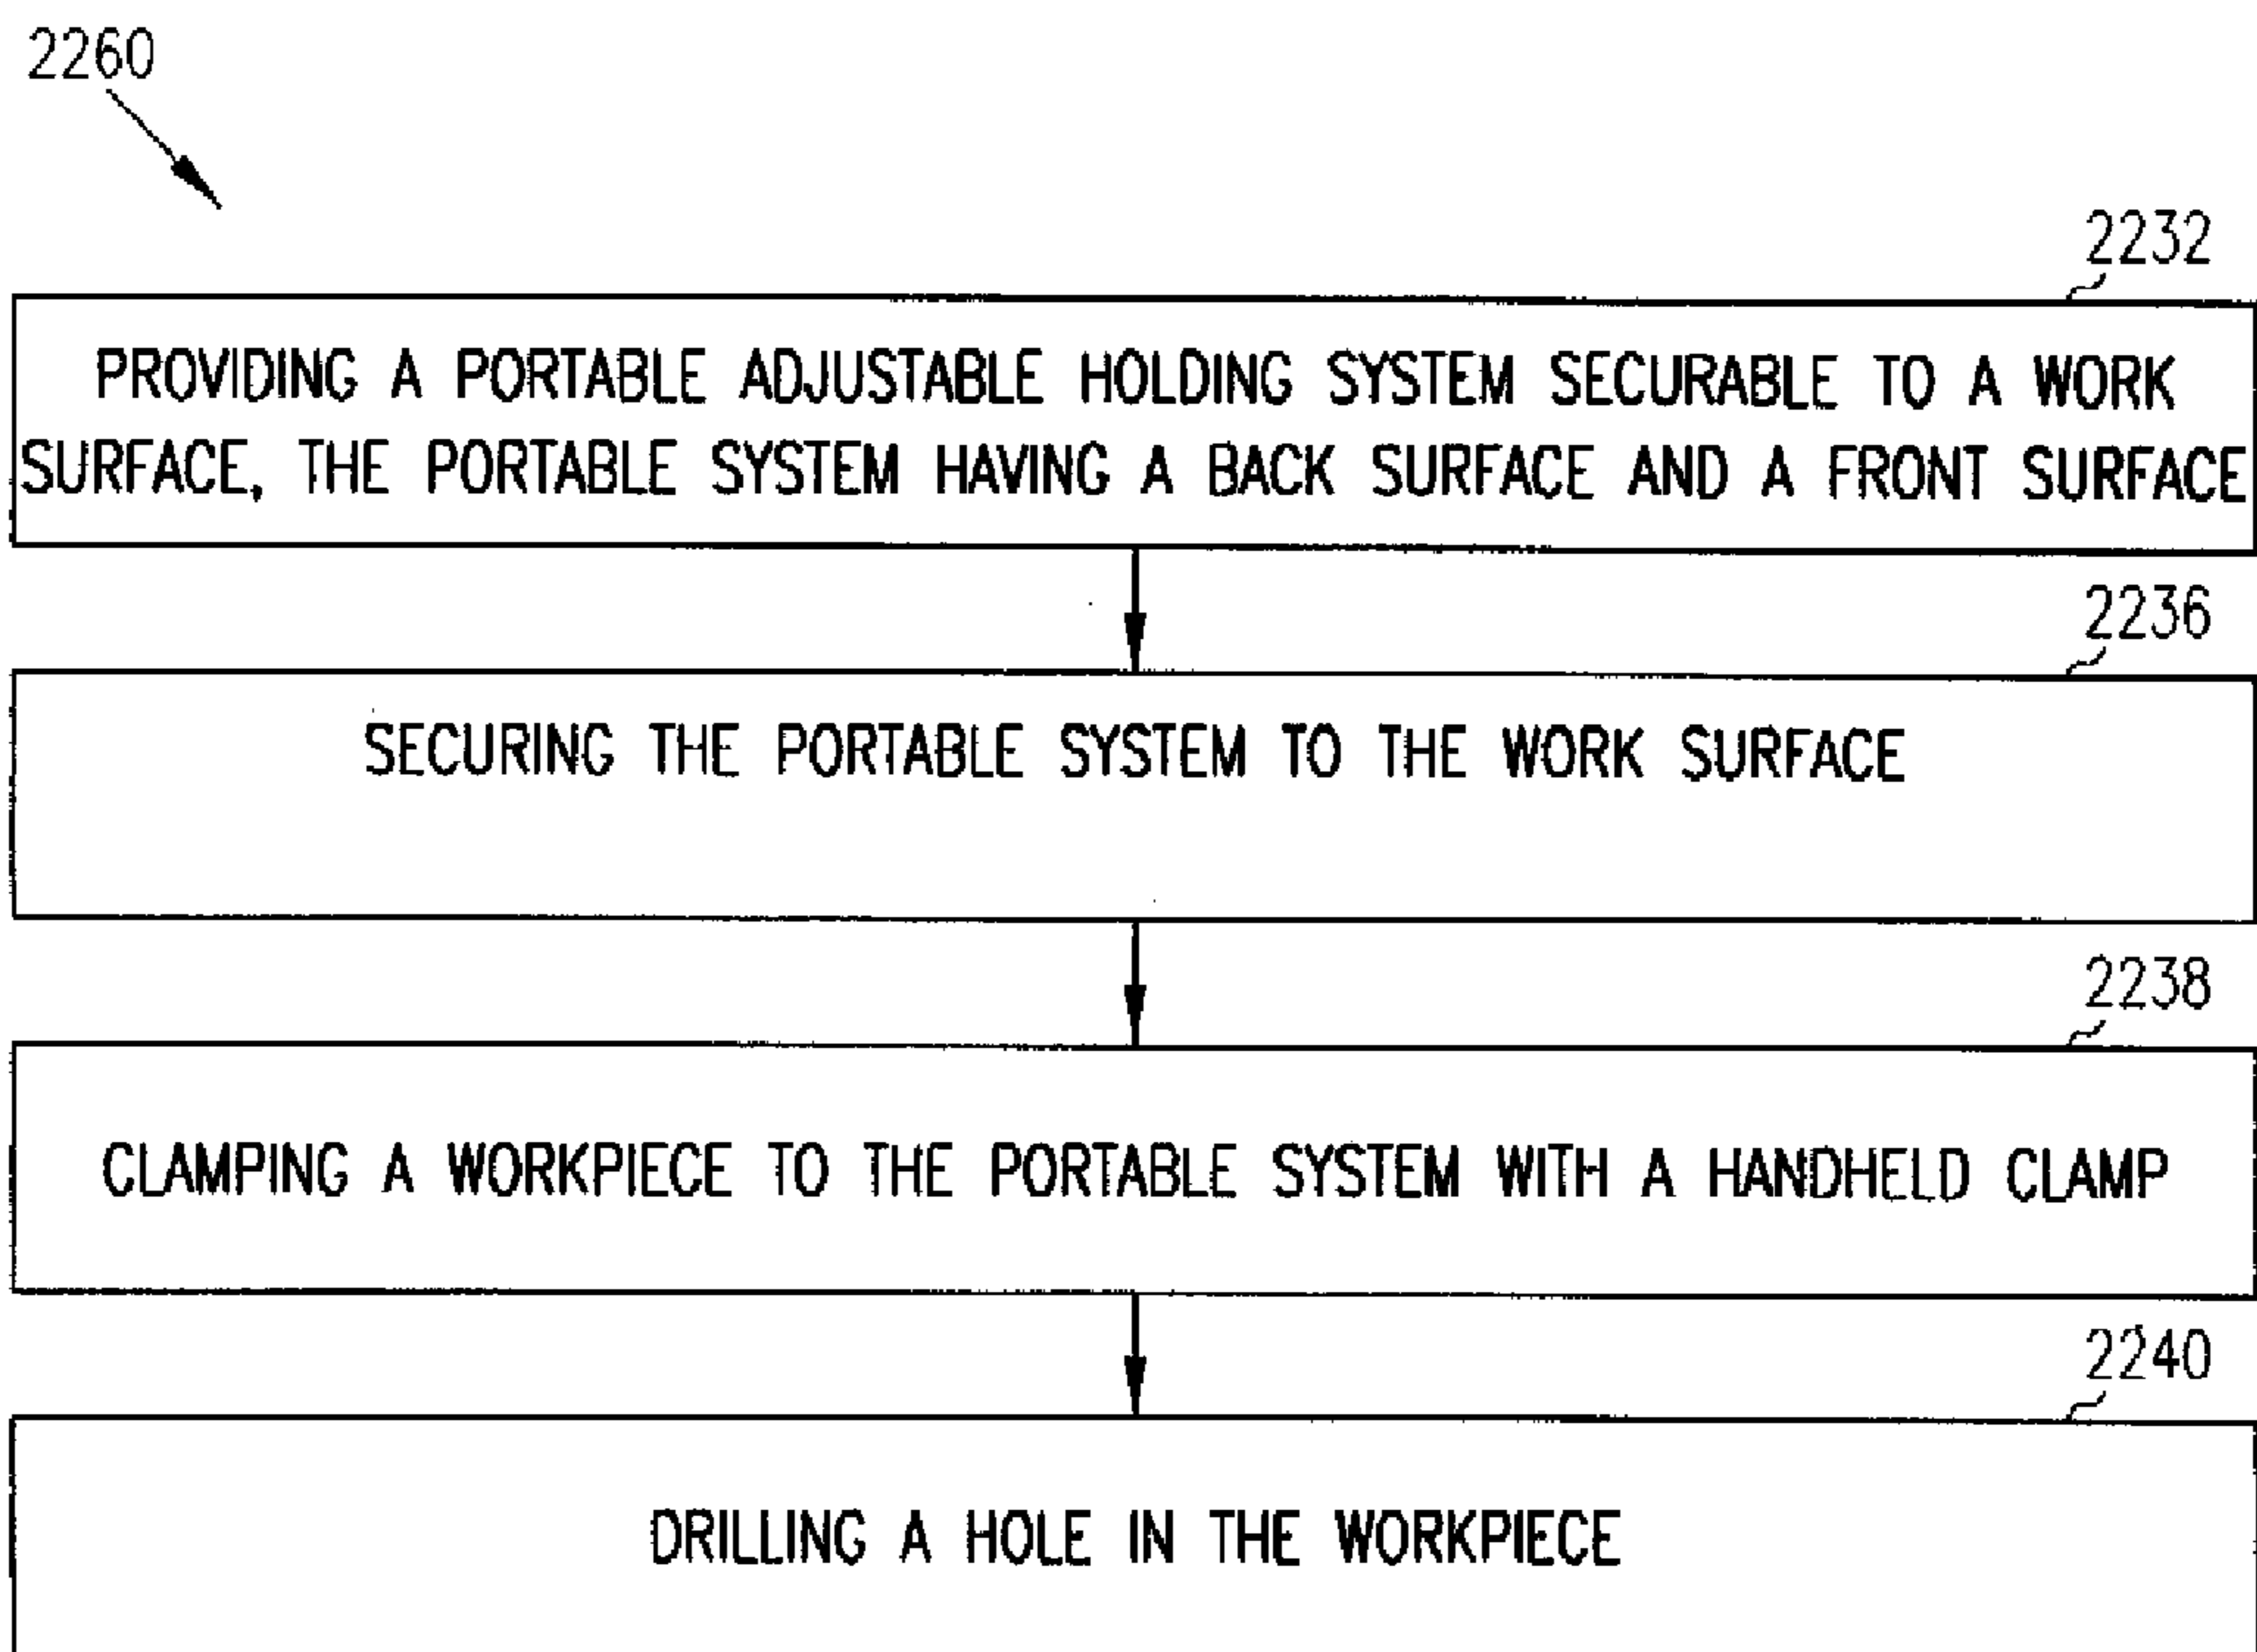 2260
2232
PROVIDING A PORTABLE ADJUSTABLE HOLDING SYSTEM SECURABLE TO A WORK
SURFACE, THE PORTABLE SYSTEM HAVING A BACK SURFACE AND A FRONT SURFACE
2236
SECURING THE PORTABLE SYSTEM TO THE WORK SURFACE
2238
CLAMPING A WORKPIECE TO THE PORTABLE SYSTEM WITH A HANDHELD CLAMP
2240
DRILLING A HOLE IN THE WORKPIECE